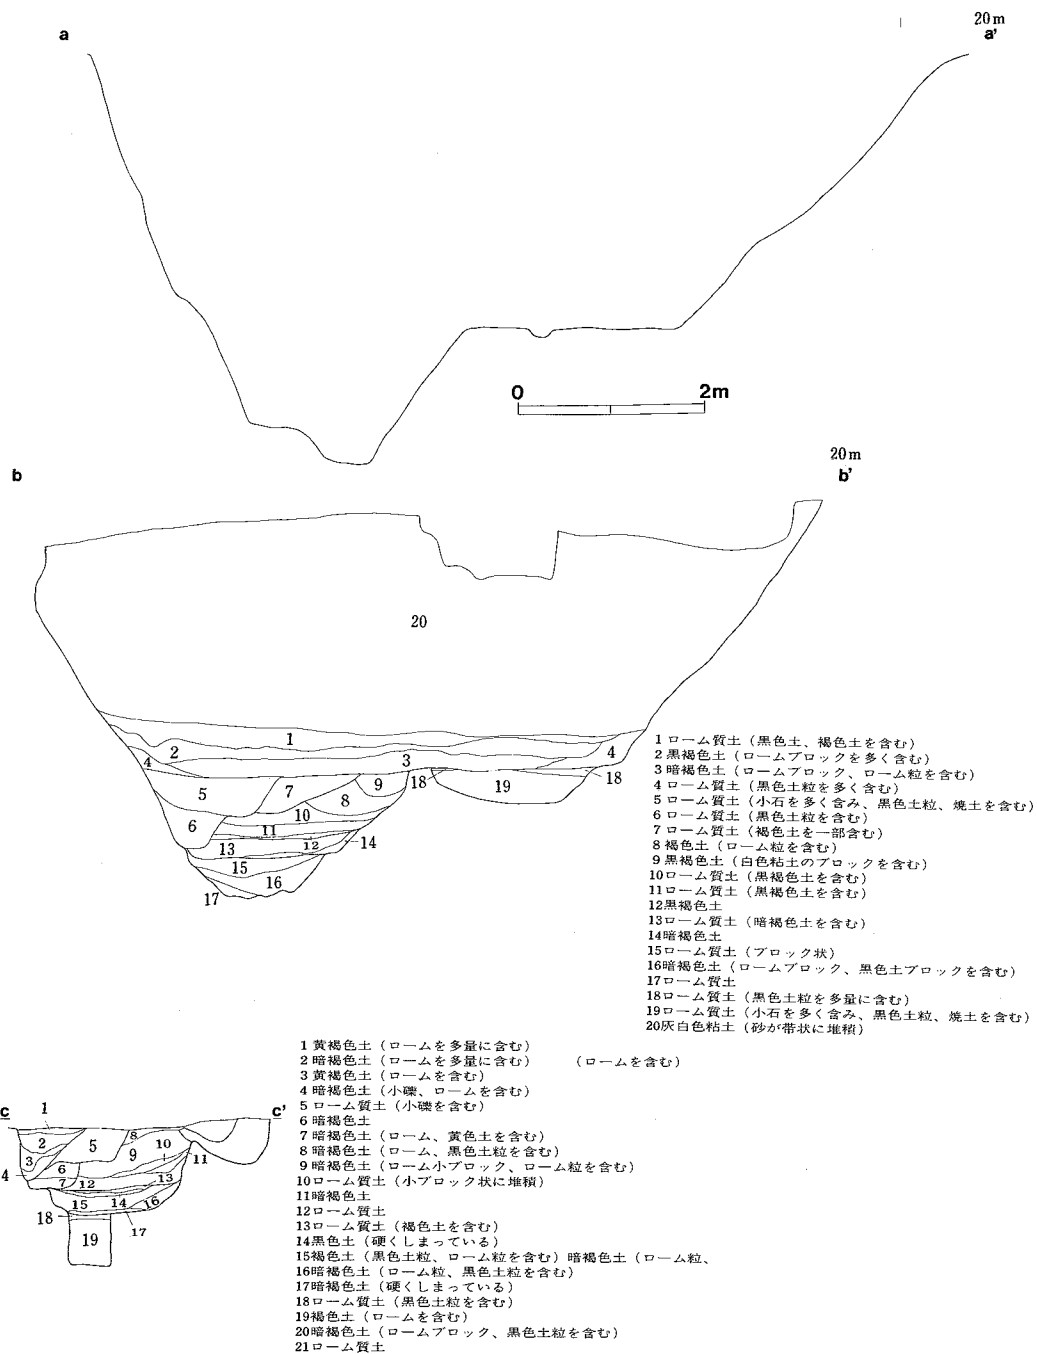 20m
a a'
0 2m
20m
b b'
20
1
2
3
4
4
5
7
8
9
18
19
18
6
10
11
12
13
14
15
16
17
1 ローム質土（黒色土、褐色土を含む）
2 黒褐色土（ロームブロックを多く含む）
3 暗褐色土（ロームブロック、ローム粒を含む）
4 ローム質土（黒色土粒を多く含む）
5 ローム質土（小石を多く含み、黒色土粒、焼土を含む）
6 ローム質土（黒色土粒を含む）
7 ローム質土（褐色土を一部含む）
8 褐色土（ローム粒を含む）
9 黒褐色土（白色粘土のブロックを含む）
10ローム質土（黒褐色土を含む）
11ローム質土（黒褐色土を含む）
12黒褐色土
13ローム質土（暗褐色土を含む）
14暗褐色土
15ローム質土（ブロック状）
16暗褐色土（ロームブロック、黒色土ブロックを含む）
17ローム質土
18ローム質土（黒色土粒を多量に含む）
19ローム質土（小石を多く含み、黒色土粒、焼土を含む）
20灰白色粘土（砂が帯状に堆積）
c c'
1
2
3
4
5
6
7
8
9
10
11
12
13
14
15
16
17
18
19
1 黄褐色土（ロームを多量に含む）
2 暗褐色土（ロームを多量に含む） （ロームを含む）
3 黄褐色土（ロームを含む）
4 暗褐色土（小礫、ロームを含む）
5 ローム質土（小礫を含む）
6 暗褐色土
7 暗褐色土（ローム、黄色土を含む）
8 暗褐色土（ローム、黒色土粒を含む）
9 暗褐色土（ローム小ブロック、ローム粒を含む）
10ローム質土（小ブロック状に堆積）
11暗褐色土
12ローム質土
13ローム質土（褐色土を含む）
14黒色土（硬くしまっている）
15褐色土（黒色土粒、ローム粒を含む）暗褐色土（ローム粒、
16暗褐色土（ローム粒、黒色土粒を含む）
17暗褐色土（硬くしまっている）
18ローム質土（黒色土粒を含む）
19褐色土（ロームを含む）
20暗褐色土（ロームブロック、黒色土粒を含む）
21ローム質土